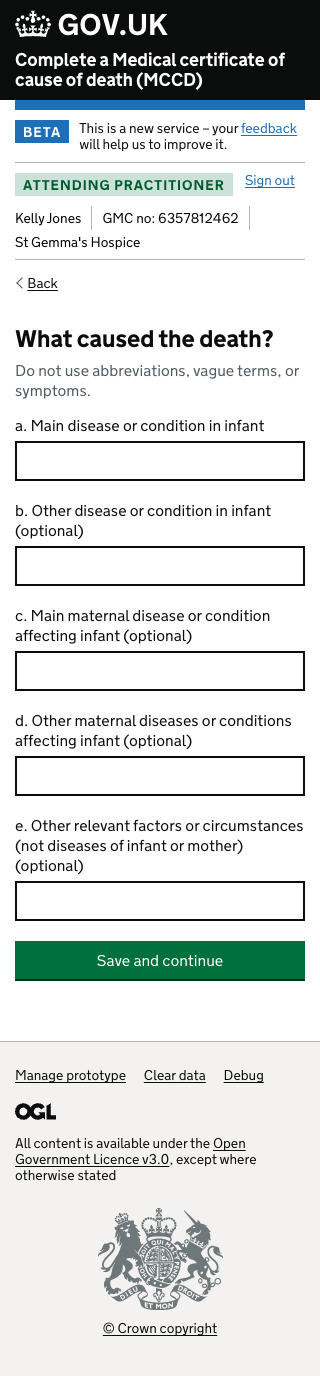 GOV.UK
Complete a Medical certificate of
cause of death (MCCD)
BETA
This is a new service – your feedback
will help us to improve it.
ATTENDING PRACTITIONER
Sign out
Kelly Jones
GMC no: 6357812462
St Gemma's Hospice
Back
What caused the death?
Do not use abbreviations, vague terms, or
symptoms.
a. Main disease or condition in infant
b. Other disease or condition in infant
(optional)
c. Main maternal disease or condition
affecting infant (optional)
d. Other maternal diseases or conditions
affecting infant (optional)
e. Other relevant factors or circumstances
(not diseases of infant or mother)
(optional)
Save and continue
Manage prototype
Clear data
Debug
OGL
All content is available under the Open
Government Licence v3.0, except where
otherwise stated
DIEU ET MON DROIT
© Crown copyright